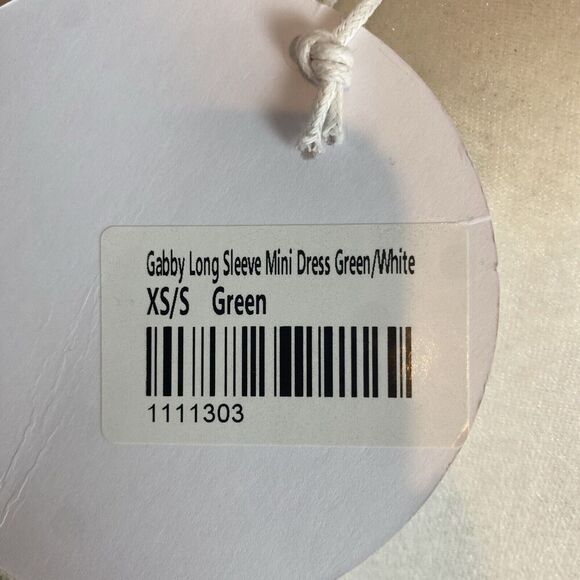 Gabby Long Sleeve Mini Dress Green/White
XS/S Green
1111303